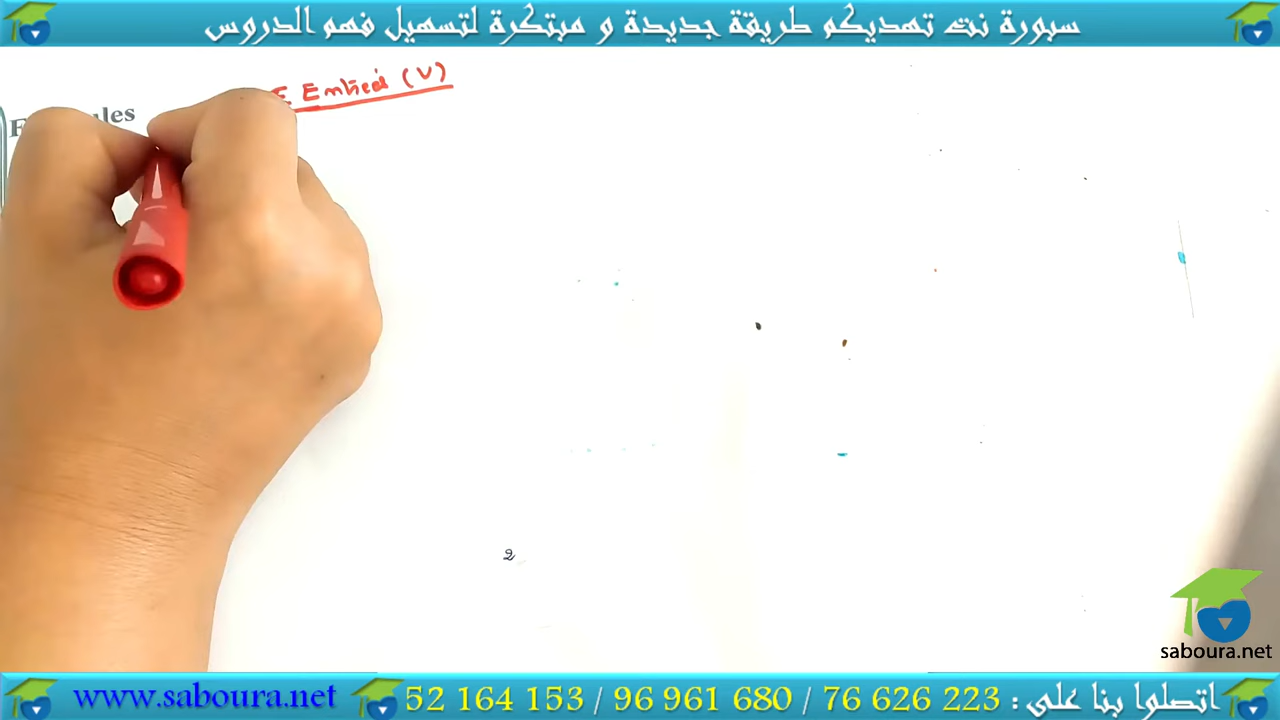 سبورة نت تهديكم طريقة جديدة و مبتكرة لتسهيل فهم الدروس
(V)
2
saboura.net
www.saboura.net
52 164 153 / 96 961 680 / 76 626 223 : اتصلوا بنا على